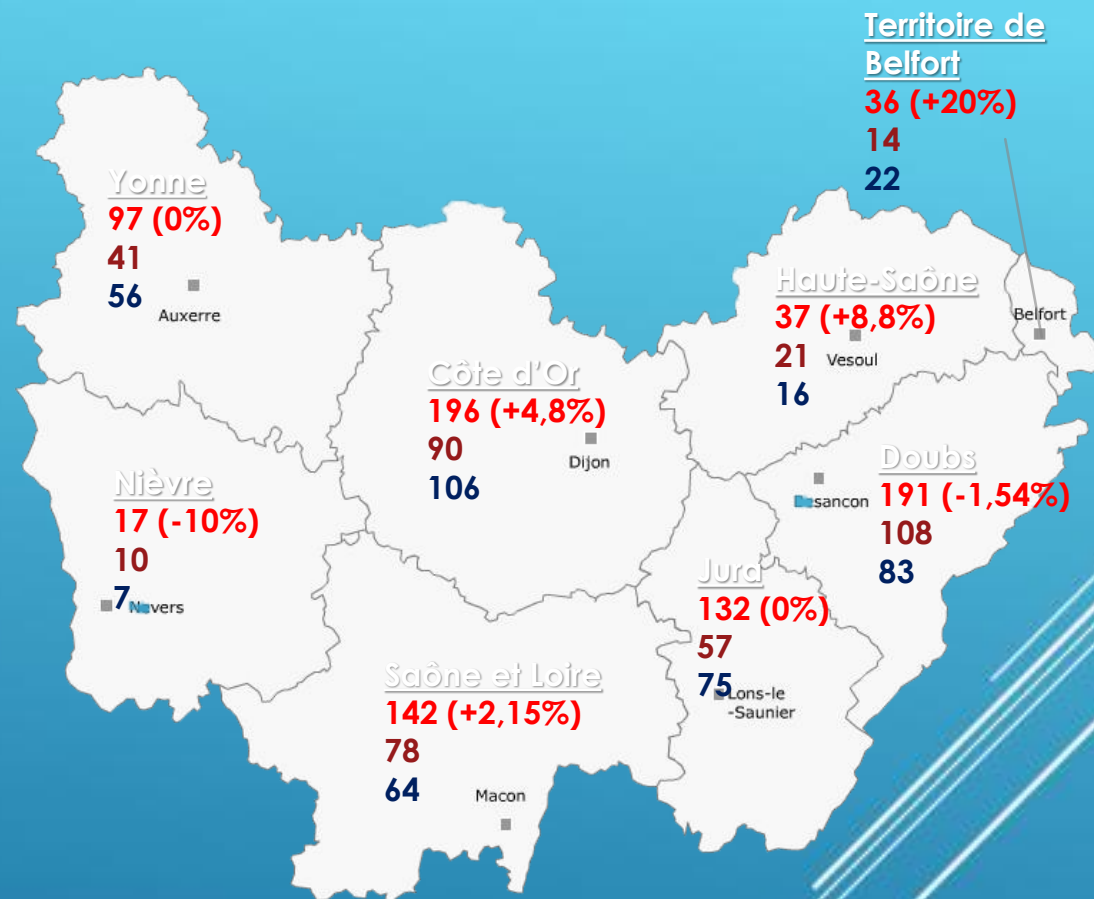 Territoire de
Belfort
36 (+20%)
14
22
Yonne
97 (0%)
41
56
Auxerre
Haute-Saône
37 (+8,8%)
21
16
Vesoul
Belfort
Côte d'Or
196 (+4,8%)
90
106
Dijon
Doubs
191 (-1,54%)
108
83
Besancon
Nièvre
17 (-10%)
10
7
Nevers
Jura
132 (0%)
57
75
Lons-le
-Saunier
Saône et Loire
142 (+2,15%)
78
64
Macon